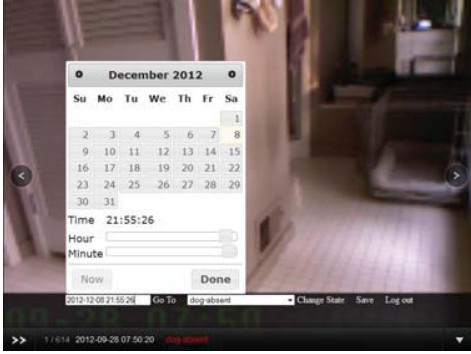 December 2012
Su Mo Tu We Th Fr Sa
1
2 3 4 5 6 7 8
9 10 11 12 13 14 15
16 17 18 19 20 21 22
23 24 25 26 27 28 29
30 31
Time 21:55:26
Hour
Minute
Now Done
2012-12-08 21:55:26 Go To dog-absent Change State Save Log out
>> 1 / 614 2012-09-28 07:50:20 dog-absent